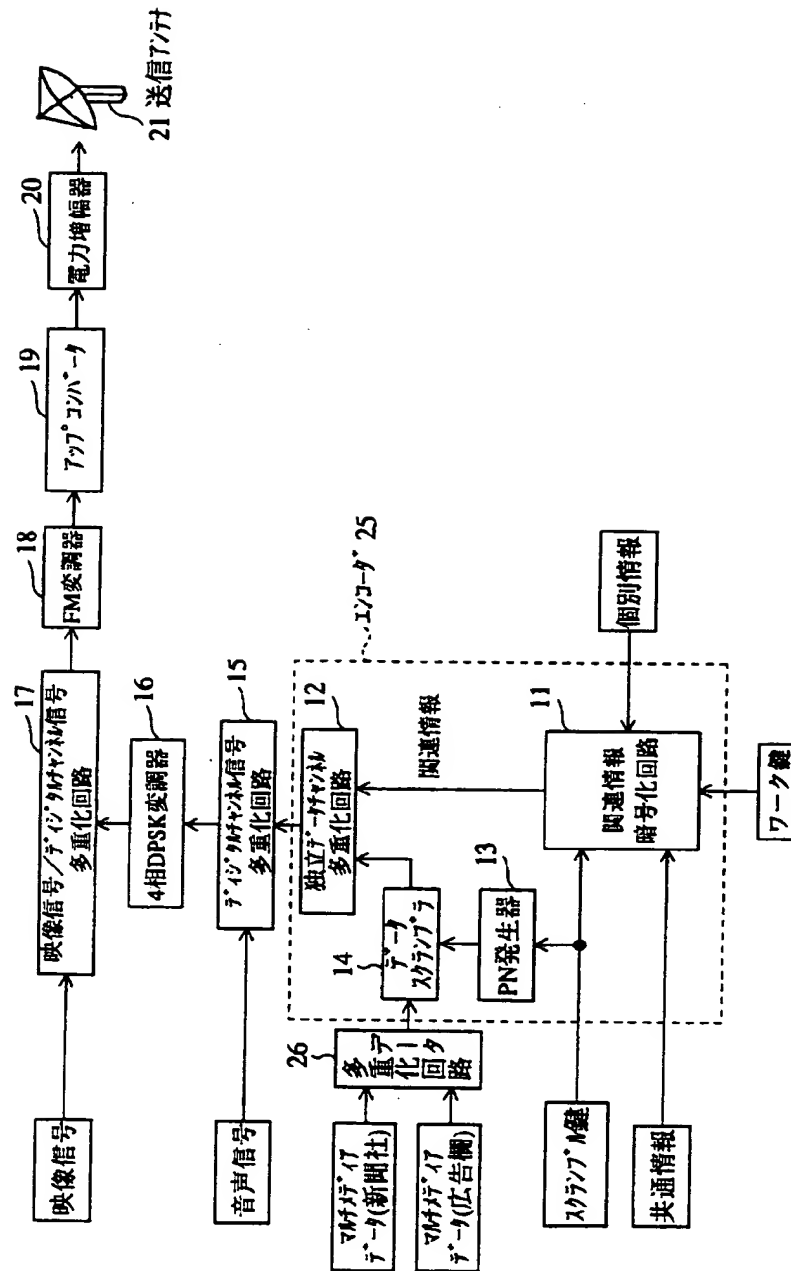 映像信号
17
映像信号/ディジタルチャンネル信号
多重化回路
18
FM変調器
19
アップコンバータ
20
電力増幅器
21 送信アンテナ
16
4相DPSK変調器
音声信号
15
ディジタルチャンネル信号
多重化回路
エンコーダ 25
12
独立データチャンネル
多重化回路
関連情報
マルチメディア
データ(新聞社)
マルチメディア
データ(広告欄)
26
多重データ
化回路
14
データ
スクランブラ
13
PN発生器
11
関連情報
暗号化回路
個別情報
スクランブル鍵
共通情報
ワーク鍵